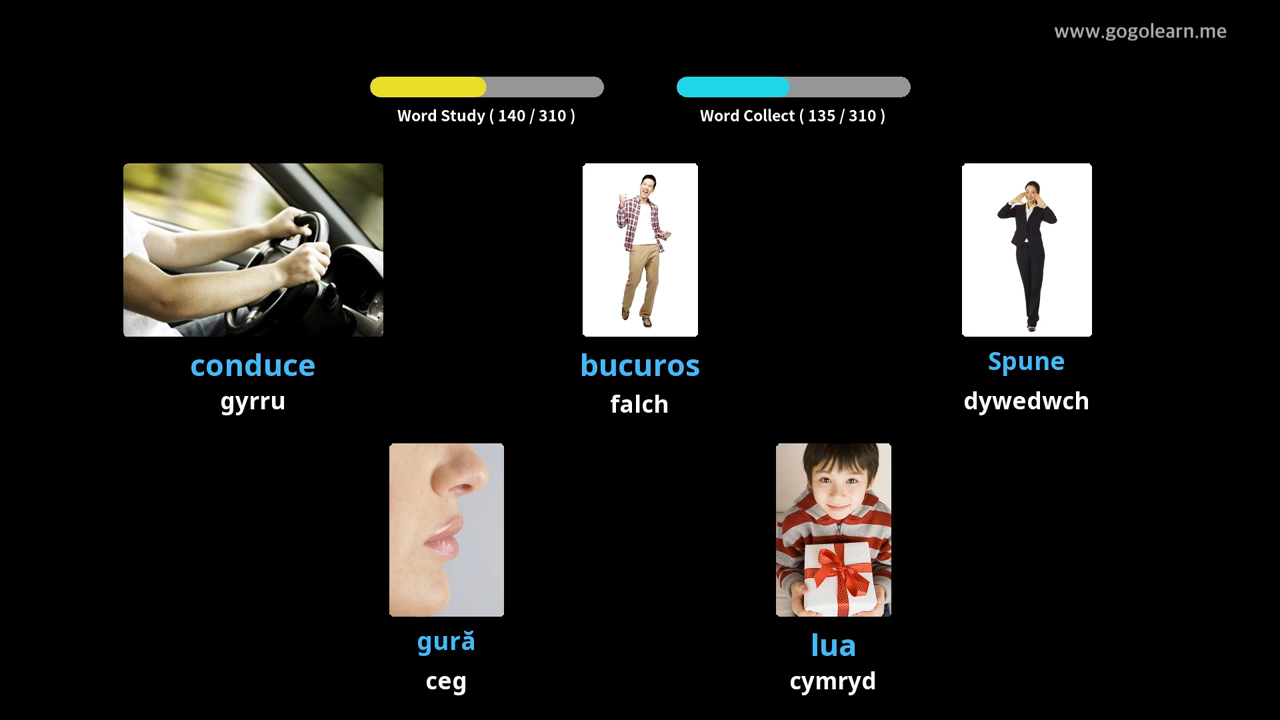 www.gogolearn.me
Word Study ( 140 / 310 )
Word Collect ( 135 / 310 )
conduce
gyrru
bucuros
falch
Spune
dywedwch
gură
ceg
lua
cymryd